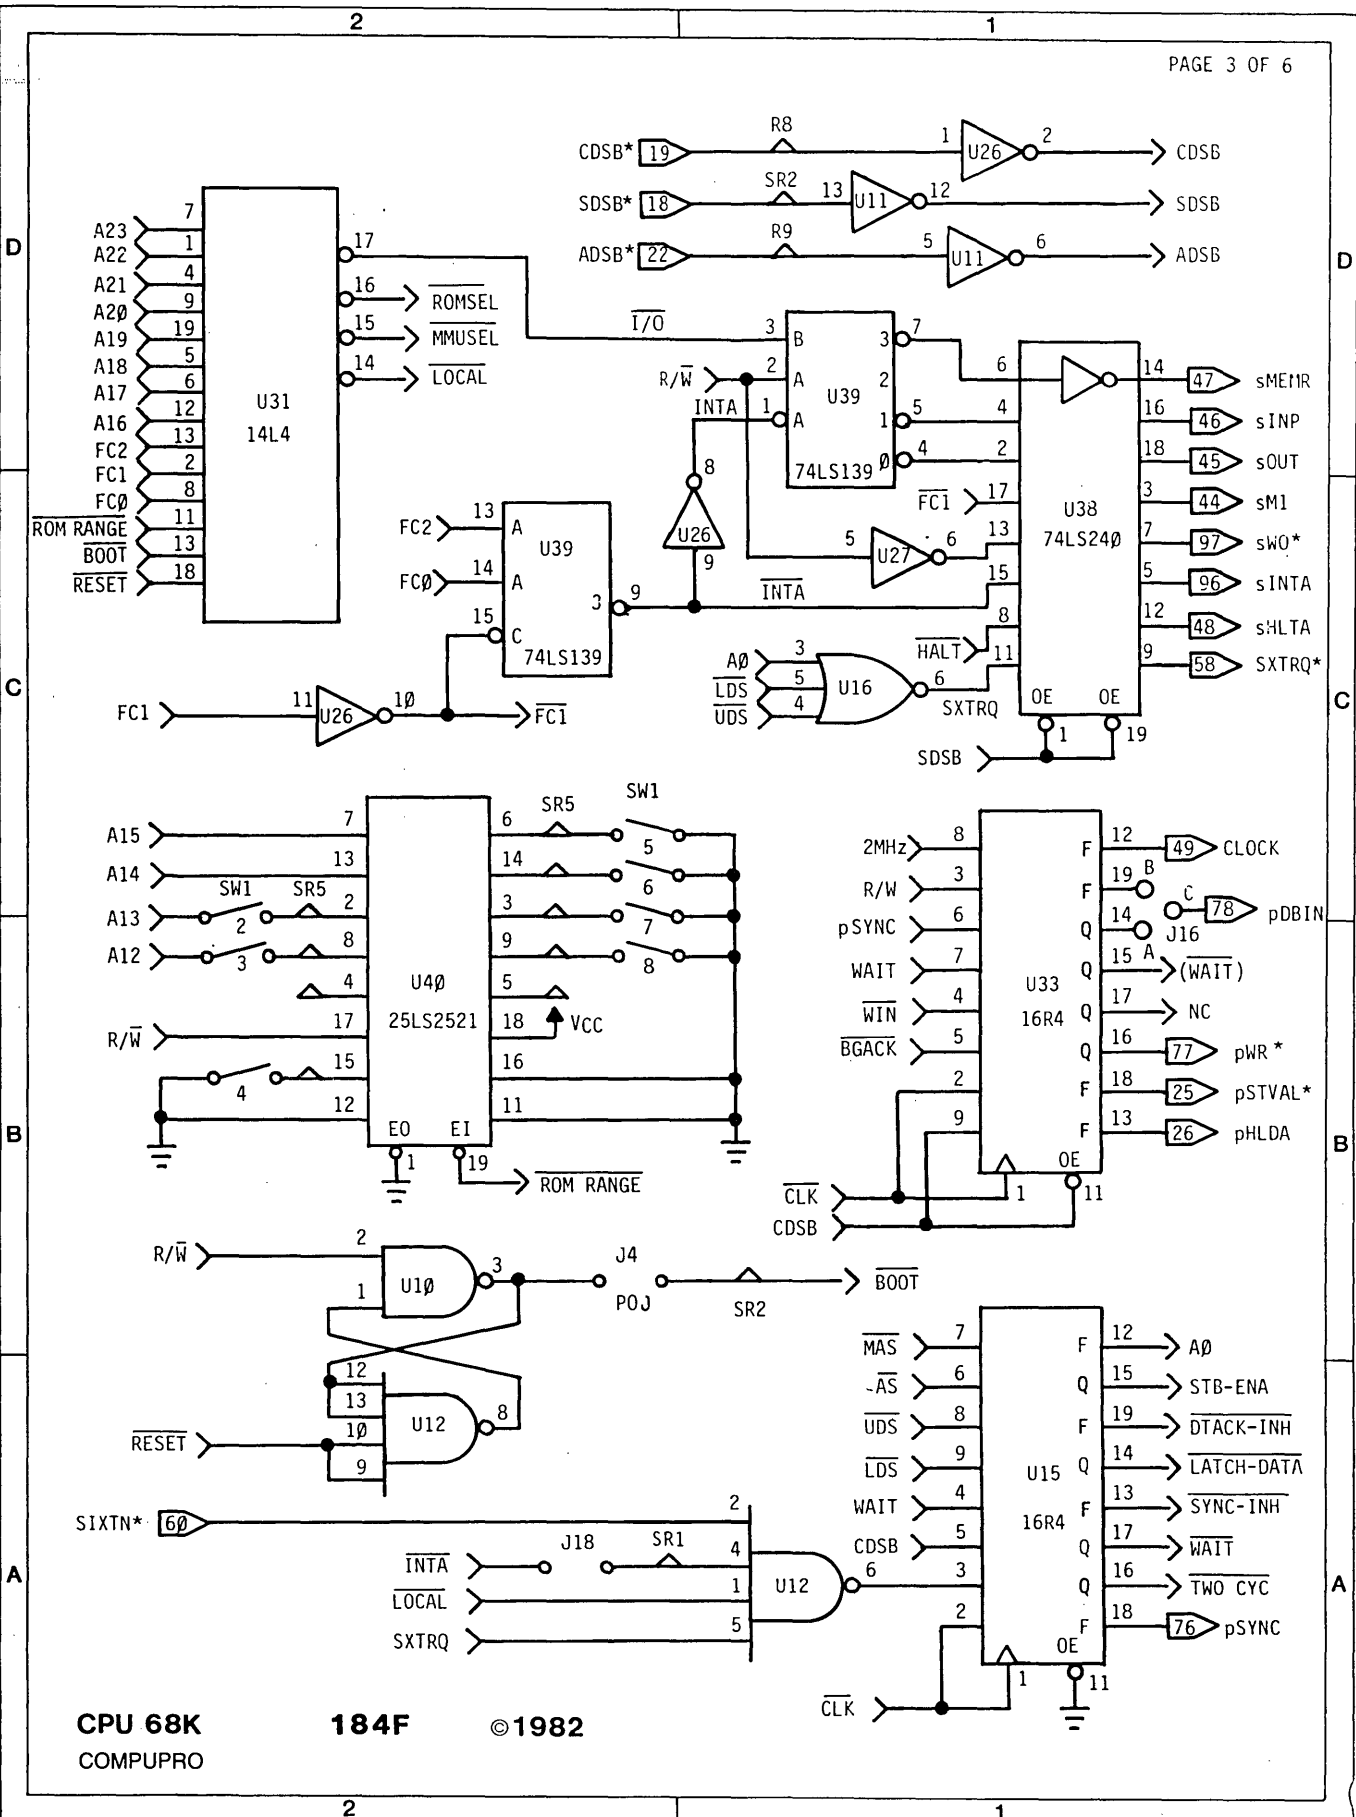 2 1
PAGE 3 OF 6
D D
C C
B B
A A
CDSB* 19 R8 1 U26 2 CDSB
SDSB* 18 SR2 13 U11 12 SDSB
ADSB* 22 R9 5 U11 6 ADSB
A23 7
A22 1
A21 4
A2Ø 9
A19 19
A18 5
A17 6
A16 12
FC2 13
FC1 2
FCØ 8
ROM RANGE 11
BOOT 13
RESET 18
U31
14L4
17
16 ROMSEL
15 MMUSEL
14 LOCAL
I/O 3 B 3 7
R/W 2 A 2
INTA 1 A 1 5
Ø 4
U39
74LS139
8
U26
9
FC2 13 A
FCØ 14 A
15 C
3 9
U39
74LS139
INTA
FC1 11 U26 10 FC1
5 U27 6
HALT
AØ 3
LDS 5
UDS 4
U16 6
SXTRQ
6 14 47 sMEMR
4 16 46 sINP
2 18 45 sOUT
FC1 17 3 44 sM1
13 7 97 sWO*
15 5 96 sINTA
8 12 48 sHLTA
11 9 58 SXTRQ*
U38
74LS24Ø
OE OE
1 19
SDSB
A15 7
A14 13
A13 SW1 2 SR5 2
A12 3 8
4
R/W 17
4 15
12
U4Ø
25LS2521
EO EI
1 19 ROM RANGE
6 SR5 SW1 5
14 6
3 7
9 8
5
18 VCC
16
11
2MHz 8
R/W 3
pSYNC 6
WAIT 7
WIN 4
BGACK 5
2
9
U33
16R4
F 12 49 CLOCK
F 19 B
C 78 pDBIN
Q 14 A J16
Q 15 (WAIT)
Q 17 NC
Q 16 77 pWR*
F 18 25 pSTVAL*
F 13 26 pHLDA
OE
1 11
CLK
CDSB
R/W 2
1
U1Ø 3
J4
POJ
SR2
BOOT
12
13
1Ø
9
U12 8
RESET
SIXTN* 6Ø 2
INTA J18 SR1 4
LOCAL 1
SXTRQ 5
U12 6
MAS 7
AS 6
UDS 8
LDS 9
WAIT 4
CDSB 5
3
2
U15
16R4
F 12 AØ
Q 15 STB-ENA
F 19 DTACK-INH
Q 14 LATCH-DATA
F 13 SYNC-INH
Q 17 WAIT
Q 16 TWO CYC
F 18 76 pSYNC
OE
1 11
CLK
CPU 68K 184F ©1982
COMPUPRO
2 1